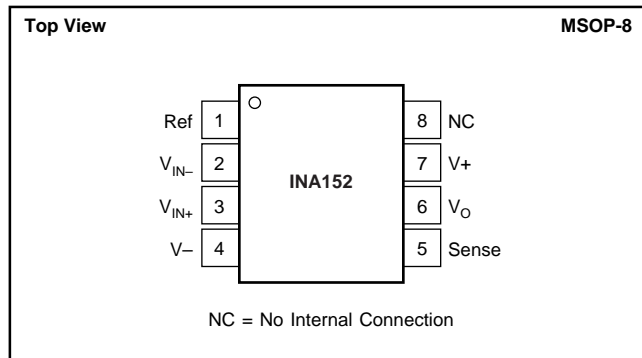 Top View MSOP-8
Ref 1 8 NC
V_IN– 2 7 V+
INA152
V_IN+ 3 6 V_O
V– 4 5 Sense
NC = No Internal Connection